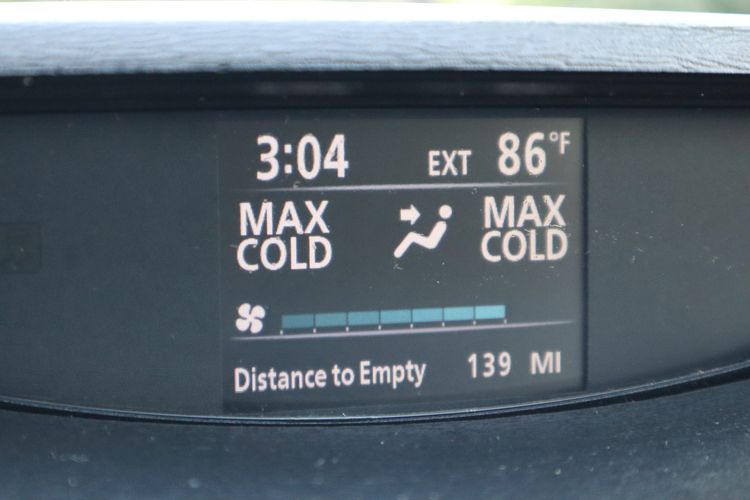 3:04 EXT 86°F
MAX COLD MAX COLD
Distance to Empty 139 MI